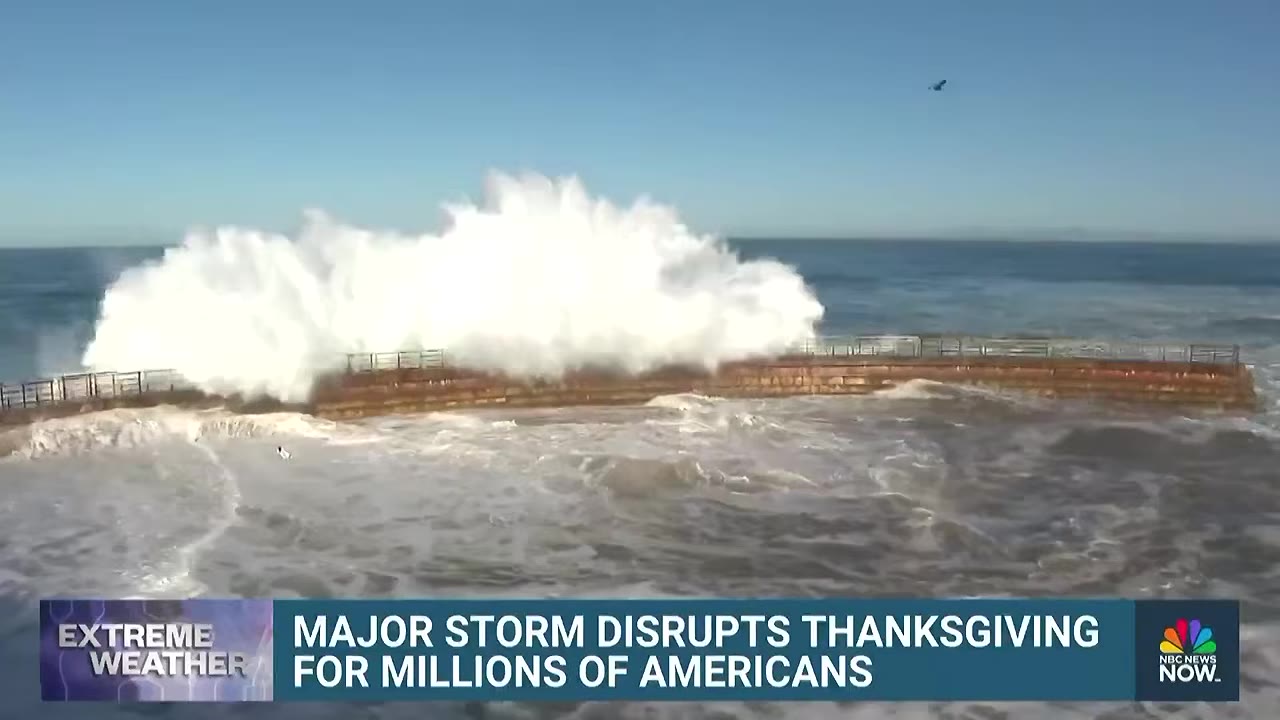 EXTREME
WEATHER
MAJOR STORM DISRUPTS THANKSGIVING
FOR MILLIONS OF AMERICANS
NBC NEWS
NOW.